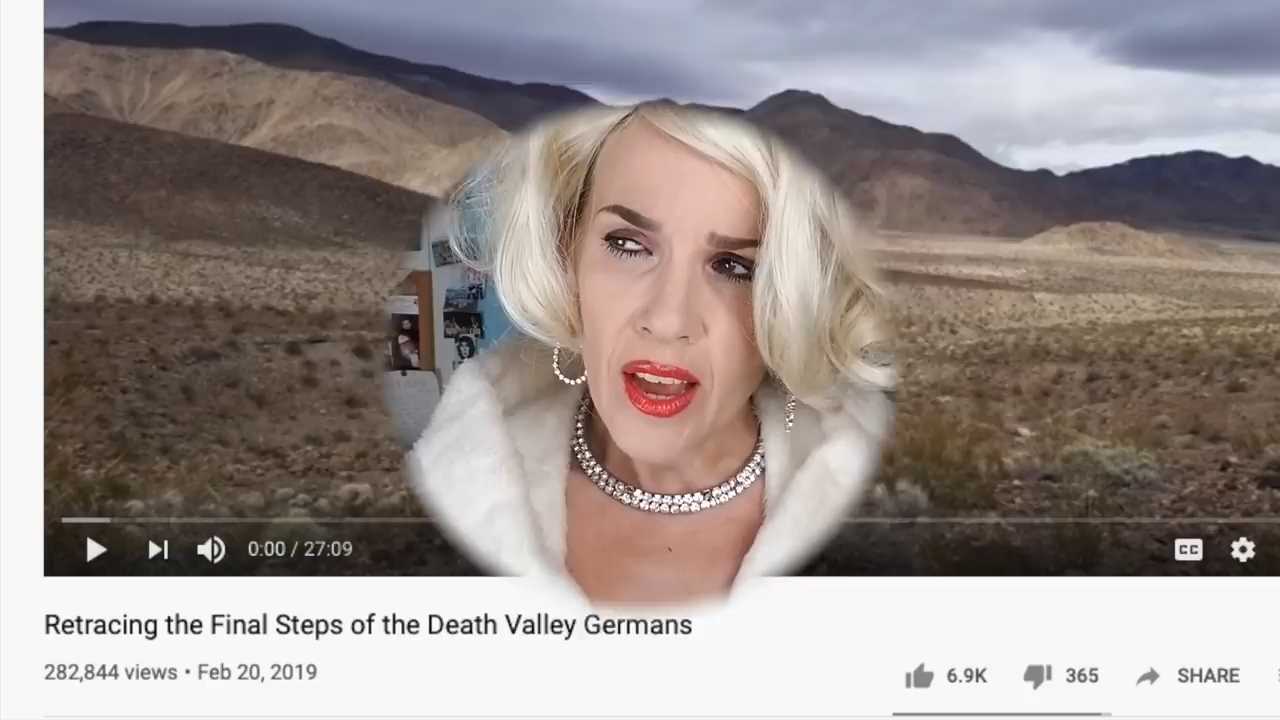 0:00 / 27:09
CC
Retracing the Final Steps of the Death Valley Germans
282,844 views • Feb 20, 2019
6.9K
365
SHARE